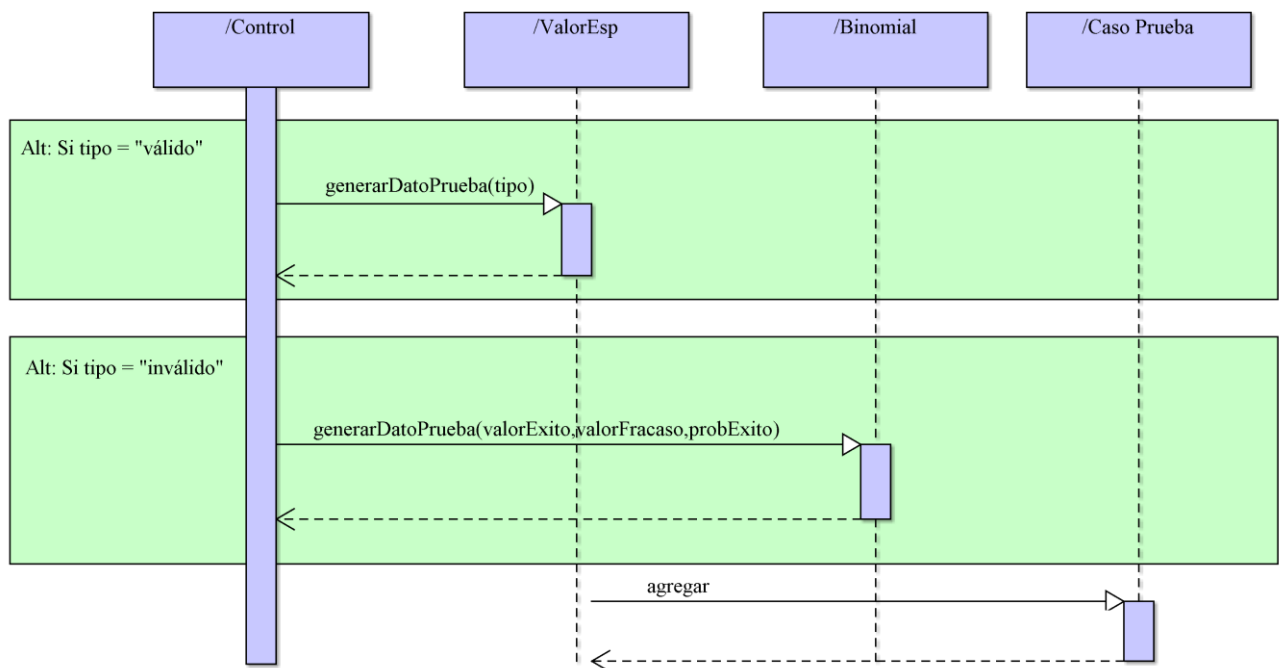 /Control
/ValorEsp
/Binomial
/Caso Prueba
Alt: Si tipo = "válido"
generarDatoPrueba(tipo)
Alt: Si tipo = "inválido"
generarDatoPrueba(valorExito,valorFracaso,probExito)
agregar